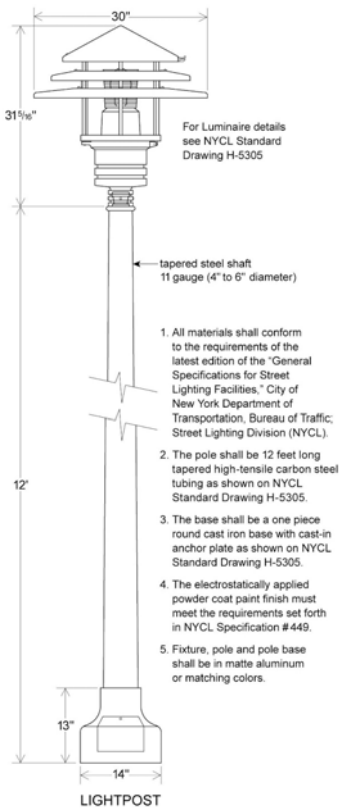 30"
31 5/16"
For Luminaire details
see NYCL Standard
Drawing H-5305
tapered steel shaft
11 gauge (4" to 6" diameter)
1. All materials shall conform
to the requirements of the
latest edition of the "General
Specifications for Street
Lighting Facilities," City of
New York Department of
Transportation, Bureau of Traffic;
Street Lighting Division (NYCL).
2. The pole shall be 12 feet long
tapered high-tensile carbon steel
tubing as shown on NYCL
Standard Drawing H-5305.
3. The base shall be a one piece
round cast iron base with cast-in
anchor plate as shown on NYCL
Standard Drawing H-5305.
4. The electrostatically applied
powder coat paint finish must
meet the requirements set forth
in NYCL Specification #449.
5. Fixture, pole and pole base
shall be in matte aluminum
or matching colors.
12'
13"
14"
LIGHTPOST